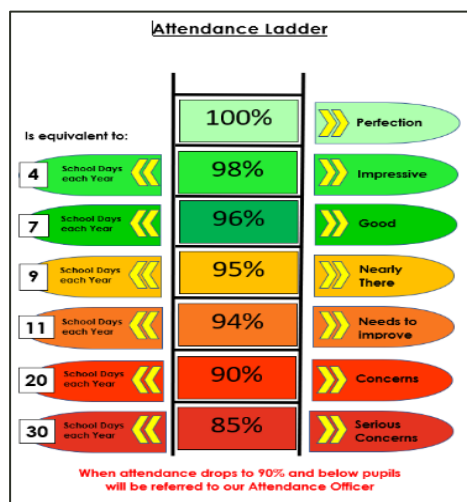 Attendance Ladder
100%
Perfection
Is equivalent to:
4
School Days
each Year
98%
Impressive
7
School Days
each Year
96%
Good
9
School Days
each Year
95%
Nearly
There
11
School Days
each Year
94%
Needs to
improve
20
School Days
each Year
90%
Concerns
30
School Days
each Year
85%
Serious
Concerns
When attendance drops to 90% and below pupils
will be referred to our Attendance Officer